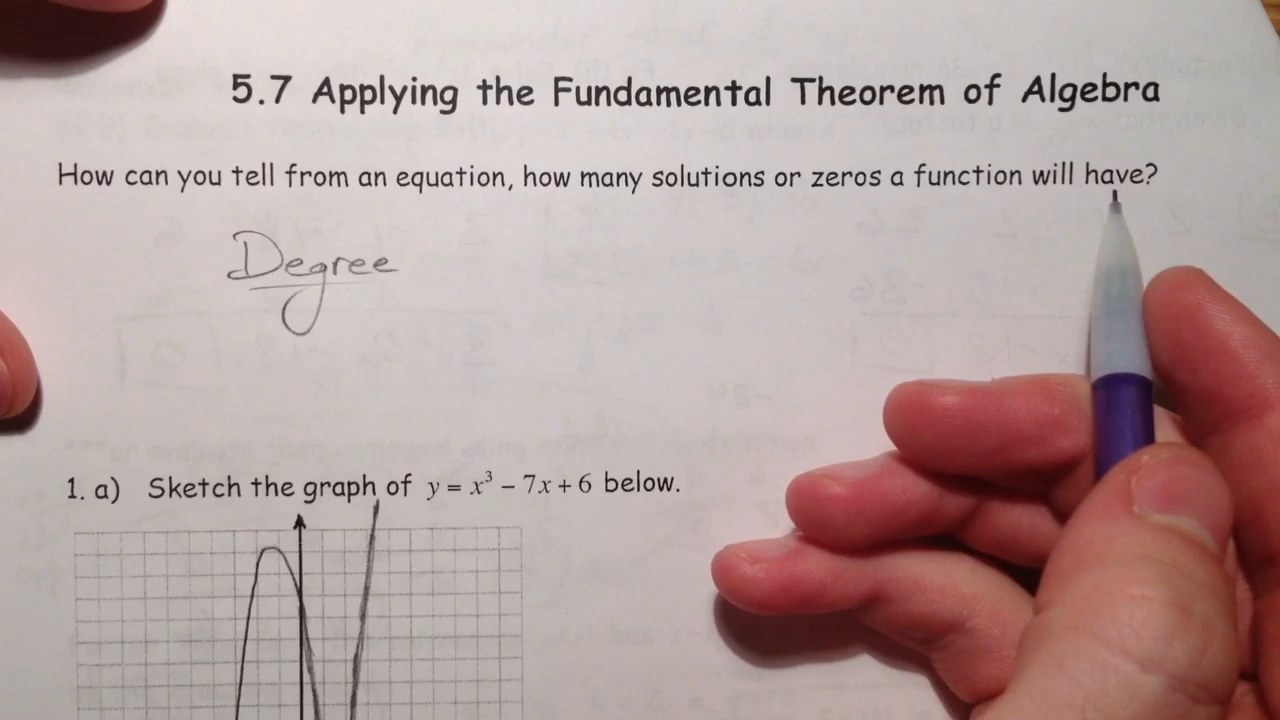 5.7 Applying the Fundamental Theorem of Algebra
How can you tell from an equation, how many solutions or zeros a function will have?
Degree
1. a) Sketch the graph of y = x³ − 7x + 6 below.